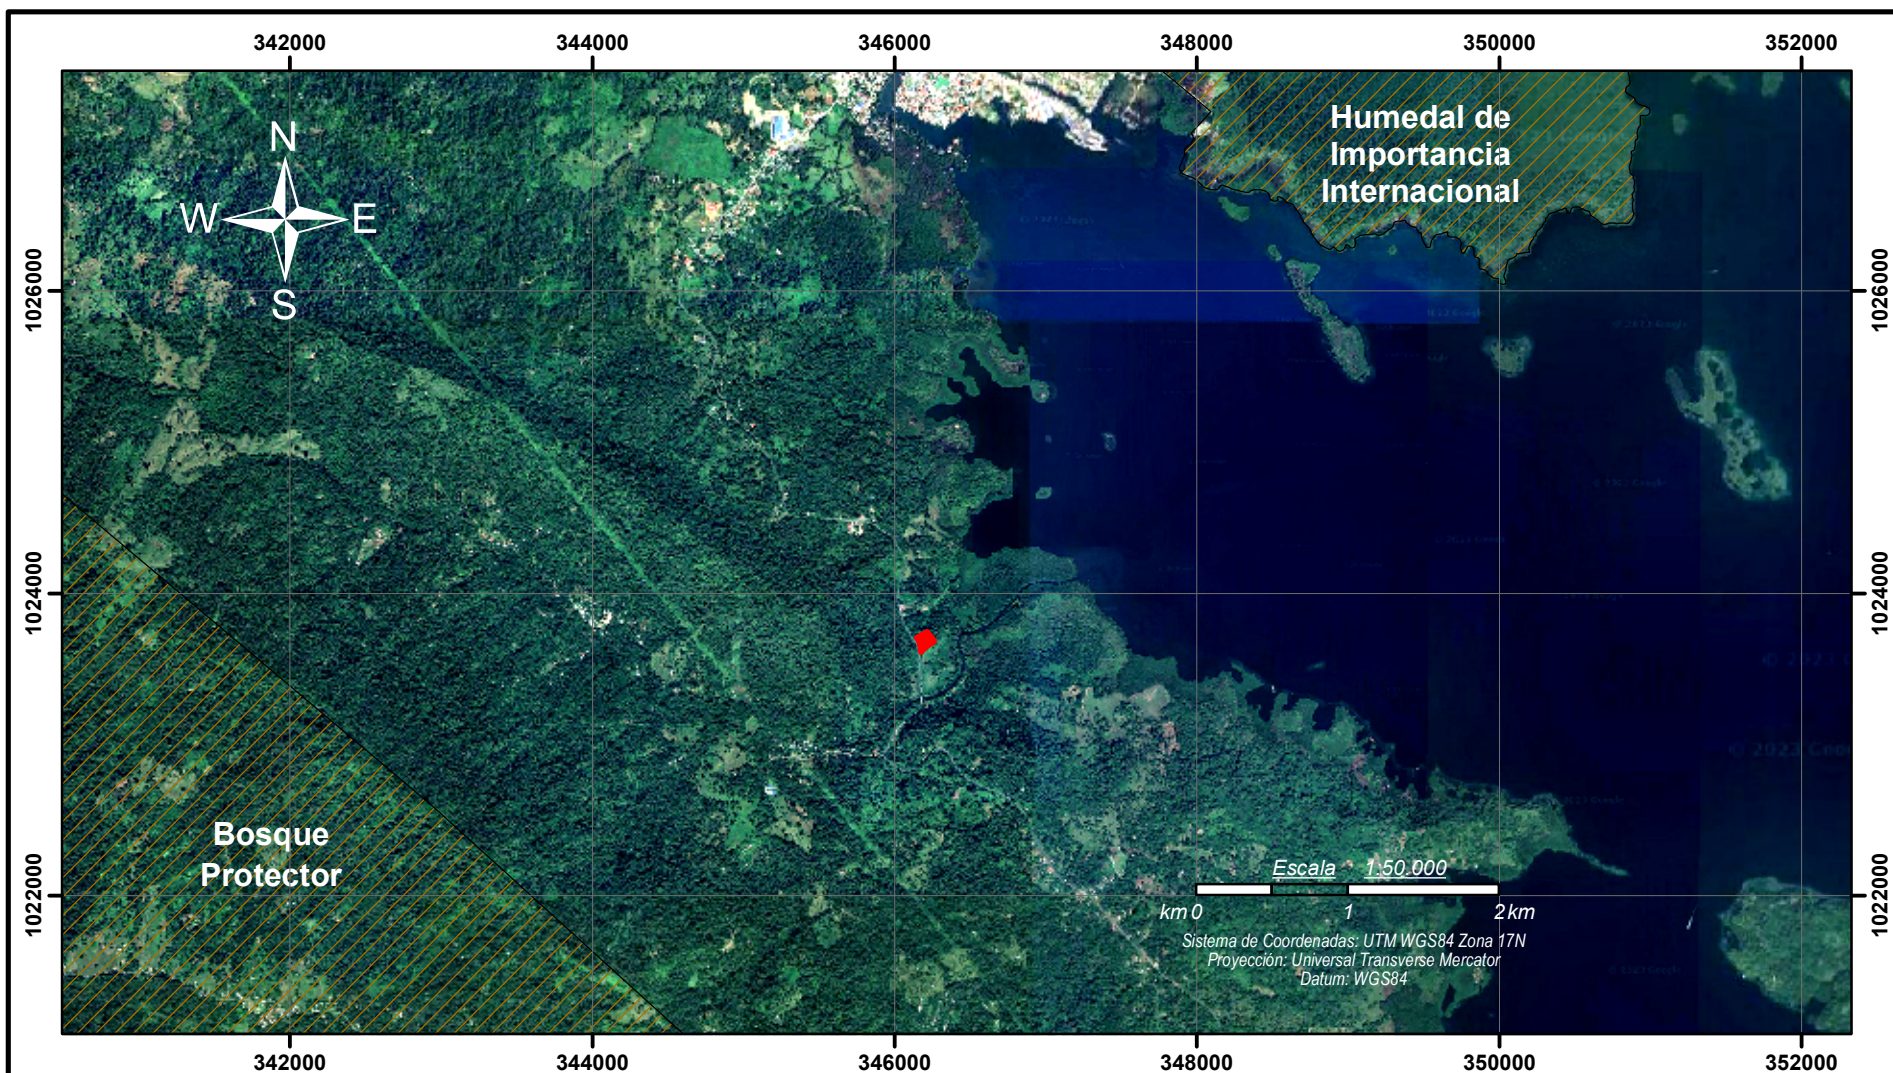 342000 344000 346000 348000 350000 352000
Humedal de
Importancia
Internacional
N
W E
S
1026000 1026000
1024000 1024000
Bosque
Protector
1022000 1022000
Escala 1:50.000
km 0 1 2 km
Sistema de Coordenadas: UTM WGS84 Zona 17N
Proyección: Universal Transverse Mercator
Datum: WGS84
342000 344000 346000 348000 350000 352000